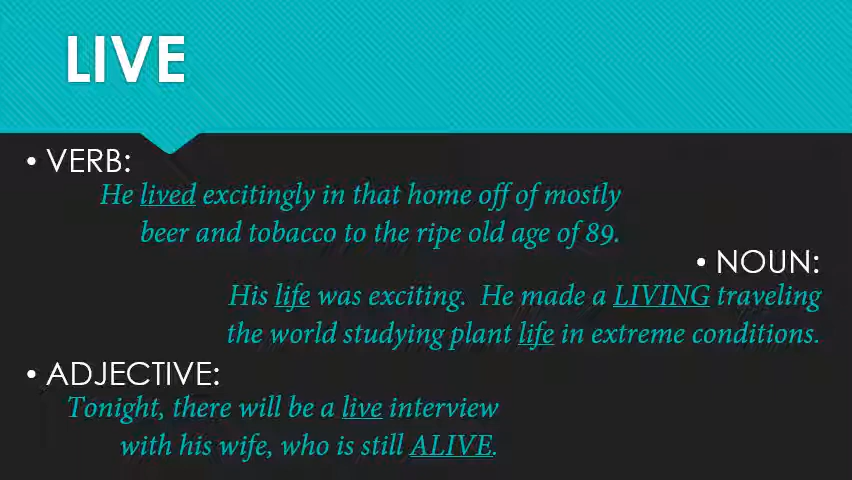 LIVE
• VERB:
He lived excitingly in that home off of mostly
beer and tobacco to the ripe old age of 89.
• NOUN:
His life was exciting. He made a LIVING traveling
the world studying plant life in extreme conditions.
• ADJECTIVE:
Tonight, there will be a live interview
with his wife, who is still ALIVE.